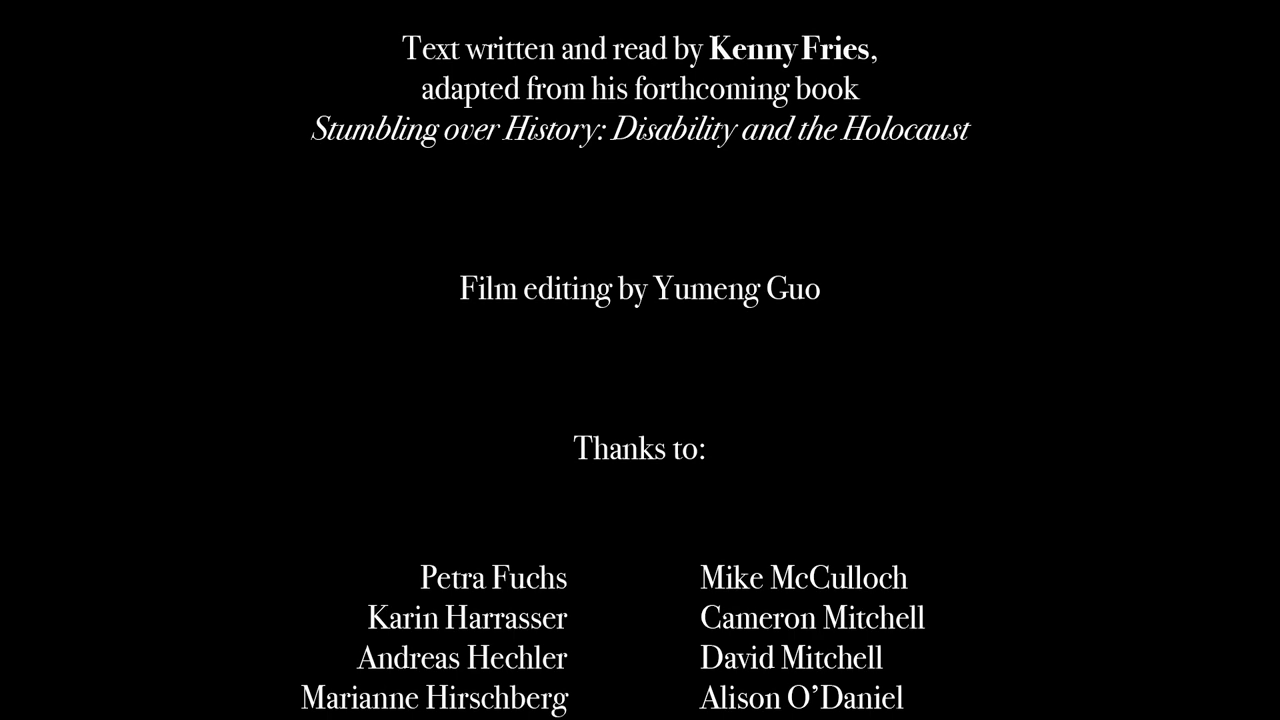 Text written and read by Kenny Fries,
adapted from his forthcoming book
Stumbling over History: Disability and the Holocaust
Film editing by Yumeng Guo
Thanks to:
Petra Fuchs
Karin Harrasser
Andreas Hechler
Marianne Hirschberg
Mike McCulloch
Cameron Mitchell
David Mitchell
Alison O’Daniel